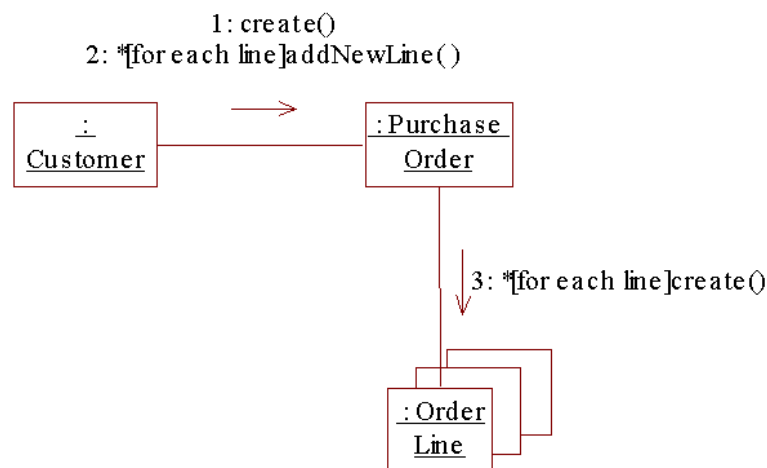 1: create()
2: *[for each line]addNewLine()
:
Customer
:Purchase
Order
3: *[for each line]create()
:Order
Line